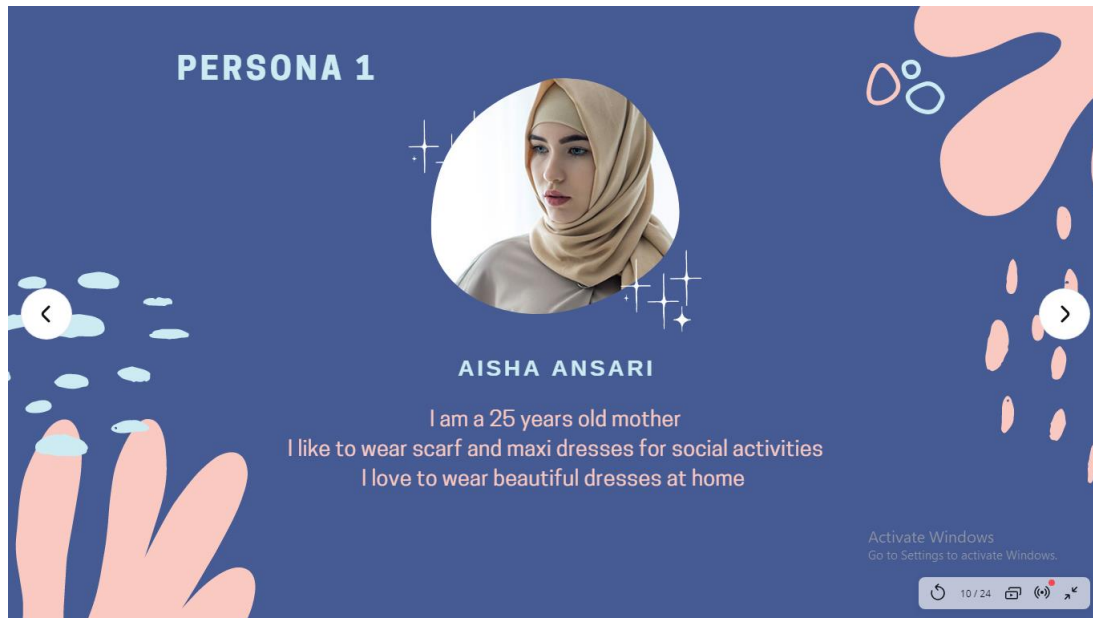 PERSONA 1
AISHA ANSARI
I am a 25 years old mother
I like to wear scarf and maxi dresses for social activities
I love to wear beautiful dresses at home
Activate Windows
Go to Settings to activate Windows.
10 / 24